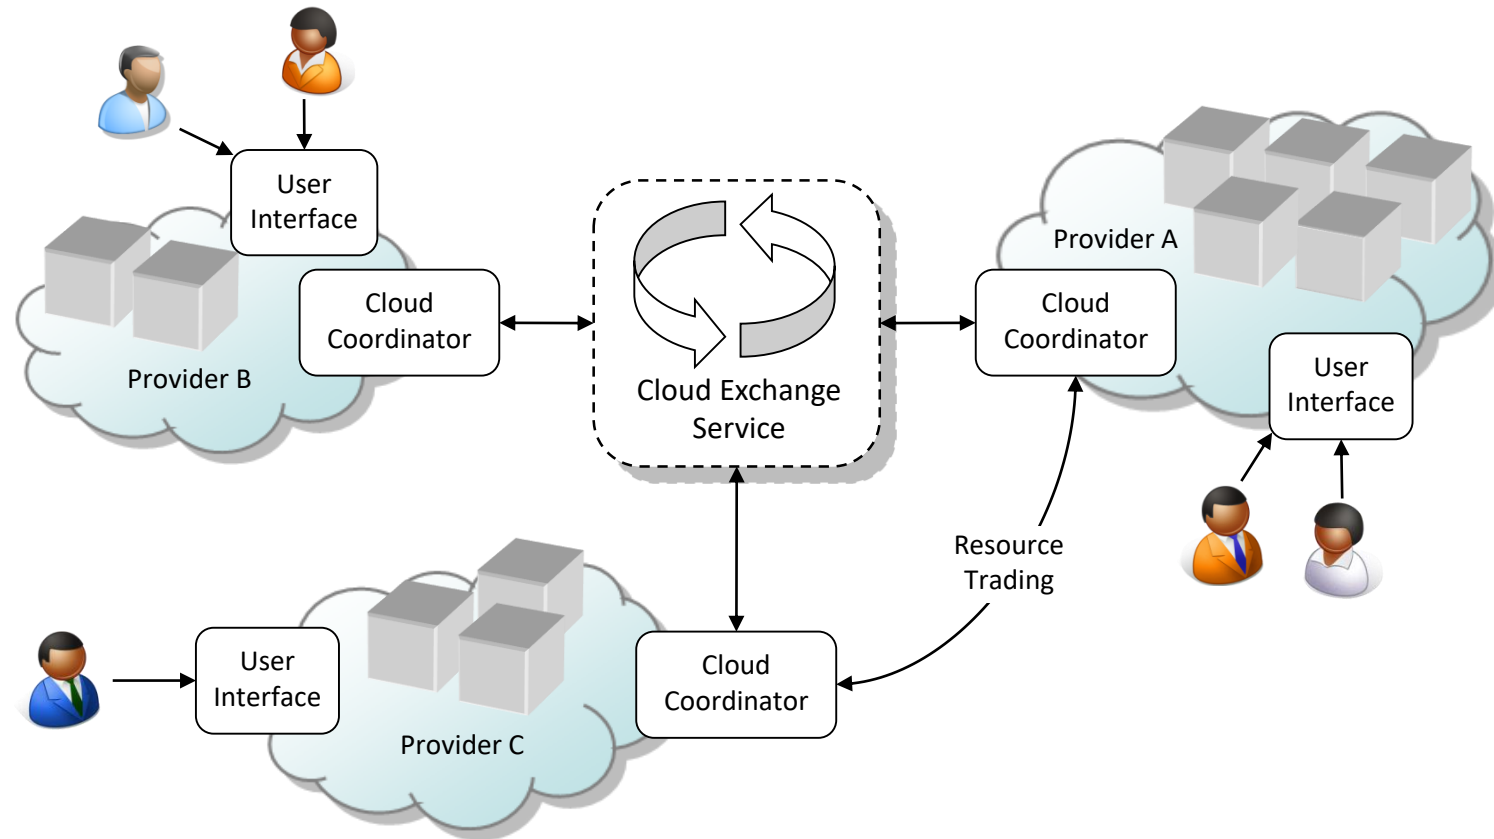 User
Interface
Cloud
Coordinator
Provider B
Cloud Exchange
Service
Provider A
Cloud
Coordinator
User
Interface
Resource
Trading
User
Interface
Cloud
Coordinator
Provider C